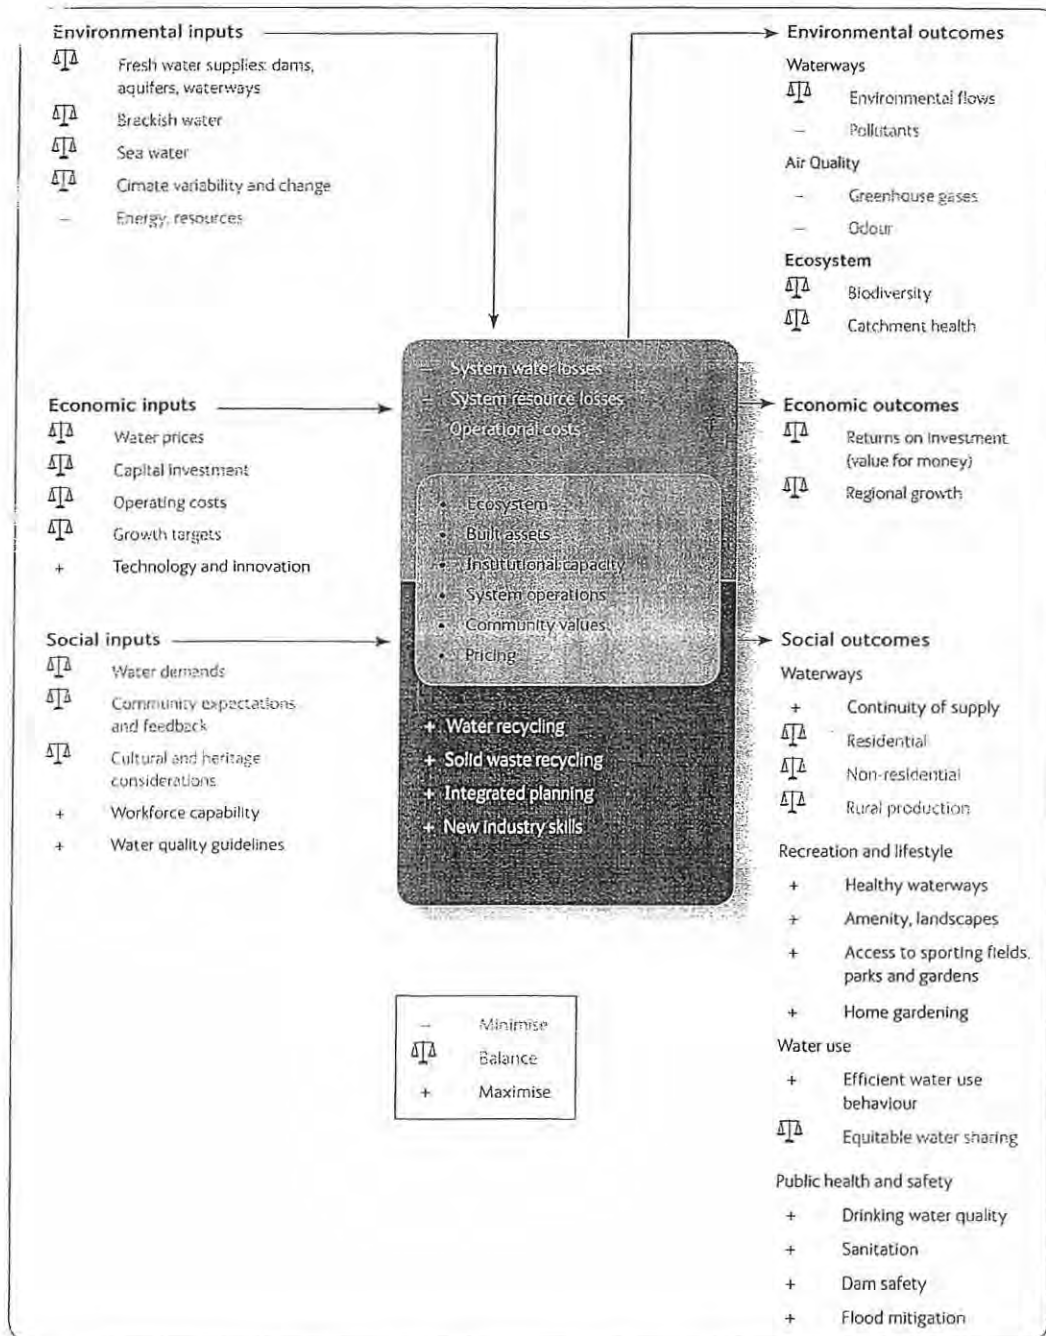 Environmental inputs
Fresh water supplies: dams,
aquifers, waterways
Brackish water
Sea water
Cimate variability and change
– Energy, resources
Economic inputs
Water prices
Capital investment
Operating costs
Growth targets
+ Technology and innovation
Social inputs
Water demands
Community expectations
and feedback
Cultural and heritage
considerations
+ Workforce capability
+ Water quality guidelines
– System water losses
– System resource losses
– Operational costs
• Ecosystem
• Built assets
• Institutional capacity
• System operations
• Community values
• Pricing
+ Water recycling
+ Solid waste recycling
+ Integrated planning
+ New industry skills
– Minimise
Balance
+ Maximise
Environmental outcomes
Waterways
Environmental flows
– Pollutants
Air Quality
– Greenhouse gases
– Odour
Ecosystem
Biodiversity
Catchment health
Economic outcomes
Returns on investment
(value for money)
Regional growth
Social outcomes
Waterways
+ Continuity of supply
Residential
Non-residential
Rural production
Recreation and lifestyle
+ Healthy waterways
+ Amenity, landscapes
+ Access to sporting fields,
parks and gardens
+ Home gardening
Water use
+ Efficient water use
behaviour
Equitable water sharing
Public health and safety
+ Drinking water quality
+ Sanitation
+ Dam safety
+ Flood mitigation